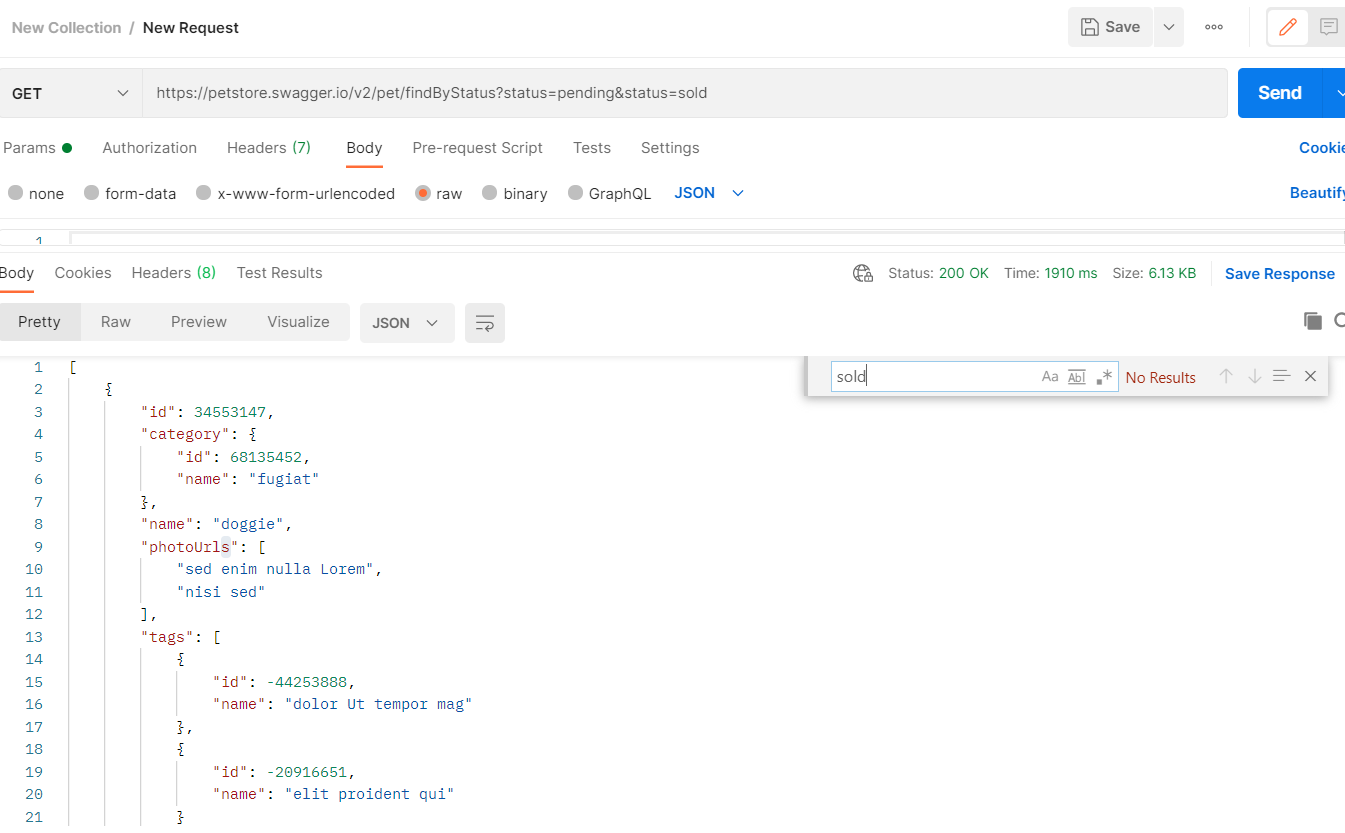 New Collection / New Request
Save
GET
https://petstore.swagger.io/v2/pet/findByStatus?status=pending&status=sold
Send
Params Authorization Headers (7) Body Pre-request Script Tests Settings Cookie
none form-data x-www-form-urlencoded raw binary GraphQL JSON Beautify
1
Body Cookies Headers (8) Test Results Status: 200 OK Time: 1910 ms Size: 6.13 KB Save Response
Pretty Raw Preview Visualize JSON
sold Aa Abl .* No Results
1 [
2 {
3 "id": 34553147,
4 "category": {
5 "id": 68135452,
6 "name": "fugiat"
7 },
8 "name": "doggie",
9 "photoUrls": [
10 "sed enim nulla Lorem",
11 "nisi sed"
12 ],
13 "tags": [
14 {
15 "id": -44253888,
16 "name": "dolor Ut tempor mag"
17 },
18 {
19 "id": -20916651,
20 "name": "elit proident qui"
21 }